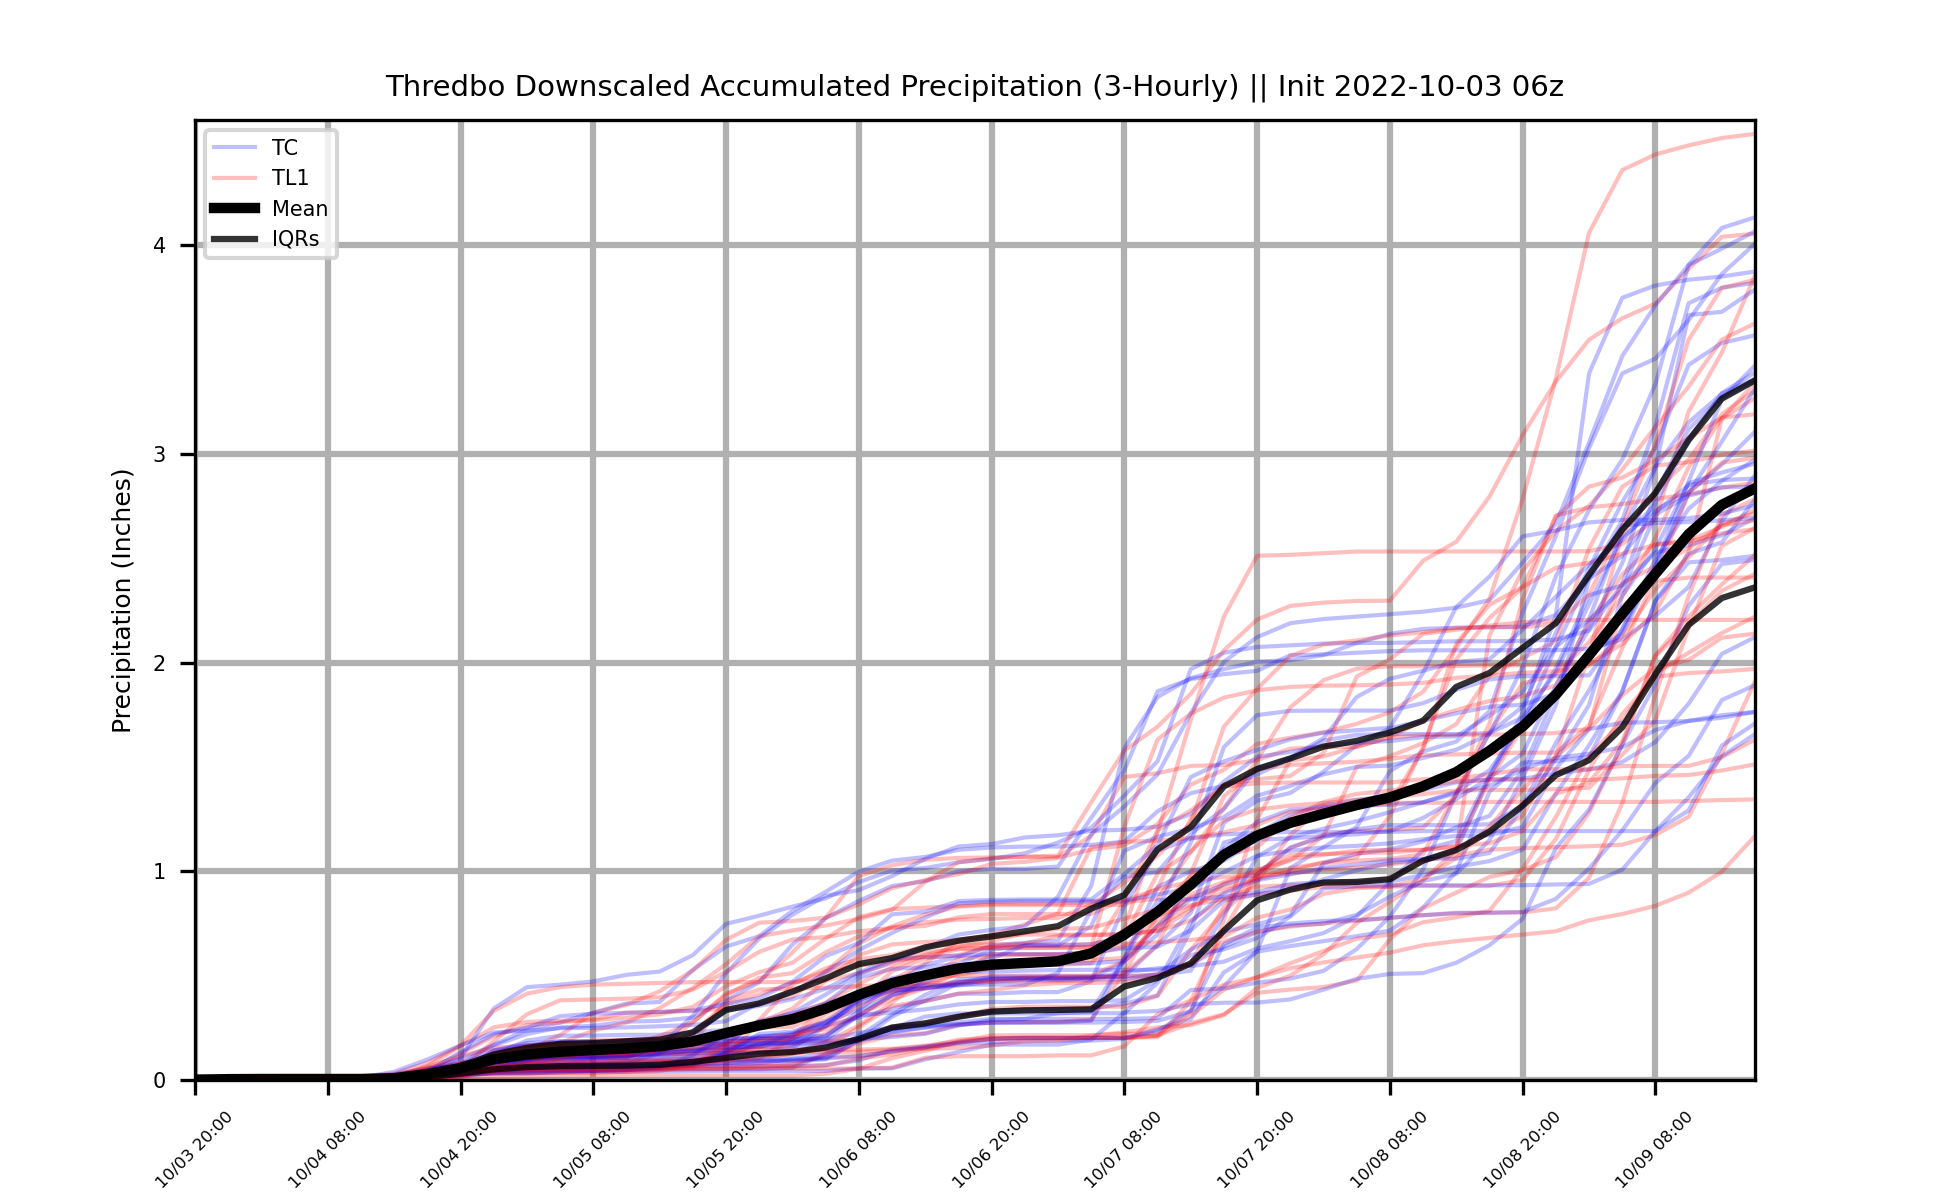 Thredbo Downscaled Accumulated Precipitation (3-Hourly) || Init 2022-10-03 06z
TC
TL1
Mean
IQRs
Precipitation (Inches)
4
3
2
1
0
10/03 20:00
10/04 08:00
10/04 20:00
10/05 08:00
10/05 20:00
10/06 08:00
10/06 20:00
10/07 08:00
10/07 20:00
10/08 08:00
10/08 20:00
10/09 08:00